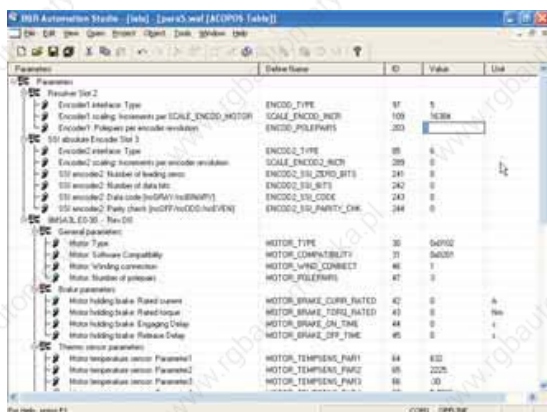 B&R Automation Studio - [lato] - [para5.waf [ACOPOS Table]]
File Edit View Open Project Object Tools Window Help
Parameters Define Name ID Value Unit
Parameters
Resolver Slot 2
Encoder1 interface: Type ENCOD_TYPE 97 5
Encoder1 scaling: Increments per SCALE_ENCOD_MOTOR SCALE_ENCOD_INCR 109 16384
Encoder1: Polepairs per encoder revolution ENCOD_POLEPAIRS 203
SSI absolute Encoder Slot 3
Encoder2 interface: Type ENCOD2_TYPE 85 6
Encoder2 scaling: Increments per encoder revolution SCALE_ENCOD2_INCR 289 0
SSI encoder2: Number of leading zeros ENCOD2_SSI_ZERO_BITS 241 0
SSI encoder2: Number of data bits ENCOD2_SSI_BITS 242 0
SSI encoder2: Data code ENCOD2_SSI_CODE 243 0
SSI encoder2: Parity check ENCOD2_SSI_PARITY_CHK 244 0
General parameters
Motor: Type MOTOR_TYPE 30 0x0102
Motor: Software Compatibility MOTOR_COMPATIBILITY 31 0x0201
Motor: Winding connection MOTOR_WIND_CONNECT 46 1
Motor: Number of polepairs MOTOR_POLEPAIRS 47 3
Brake parameters
Motor holding brake: Rated current MOTOR_BRAKE_CURR_RATED 42 0 A
Motor holding brake: Rated torque MOTOR_BRAKE_TORQ_RATED 43 0 Nm
Motor holding brake: Engaging Delay MOTOR_BRAKE_ON_TIME 44 0 s
Motor holding brake: Release Delay MOTOR_BRAKE_OFF_TIME 45 0 s
Thermo sensor parameters
Motor temperature sensor: Parameter1 MOTOR_TEMPSENS_PAR1 64 632
Motor temperature sensor: Parameter2 MOTOR_TEMPSENS_PAR2 65 2225
Motor temperature sensor: Parameter3 MOTOR_TEMPSENS_PAR3 66 -30
For Help, press F1 COM1 OFFLINE